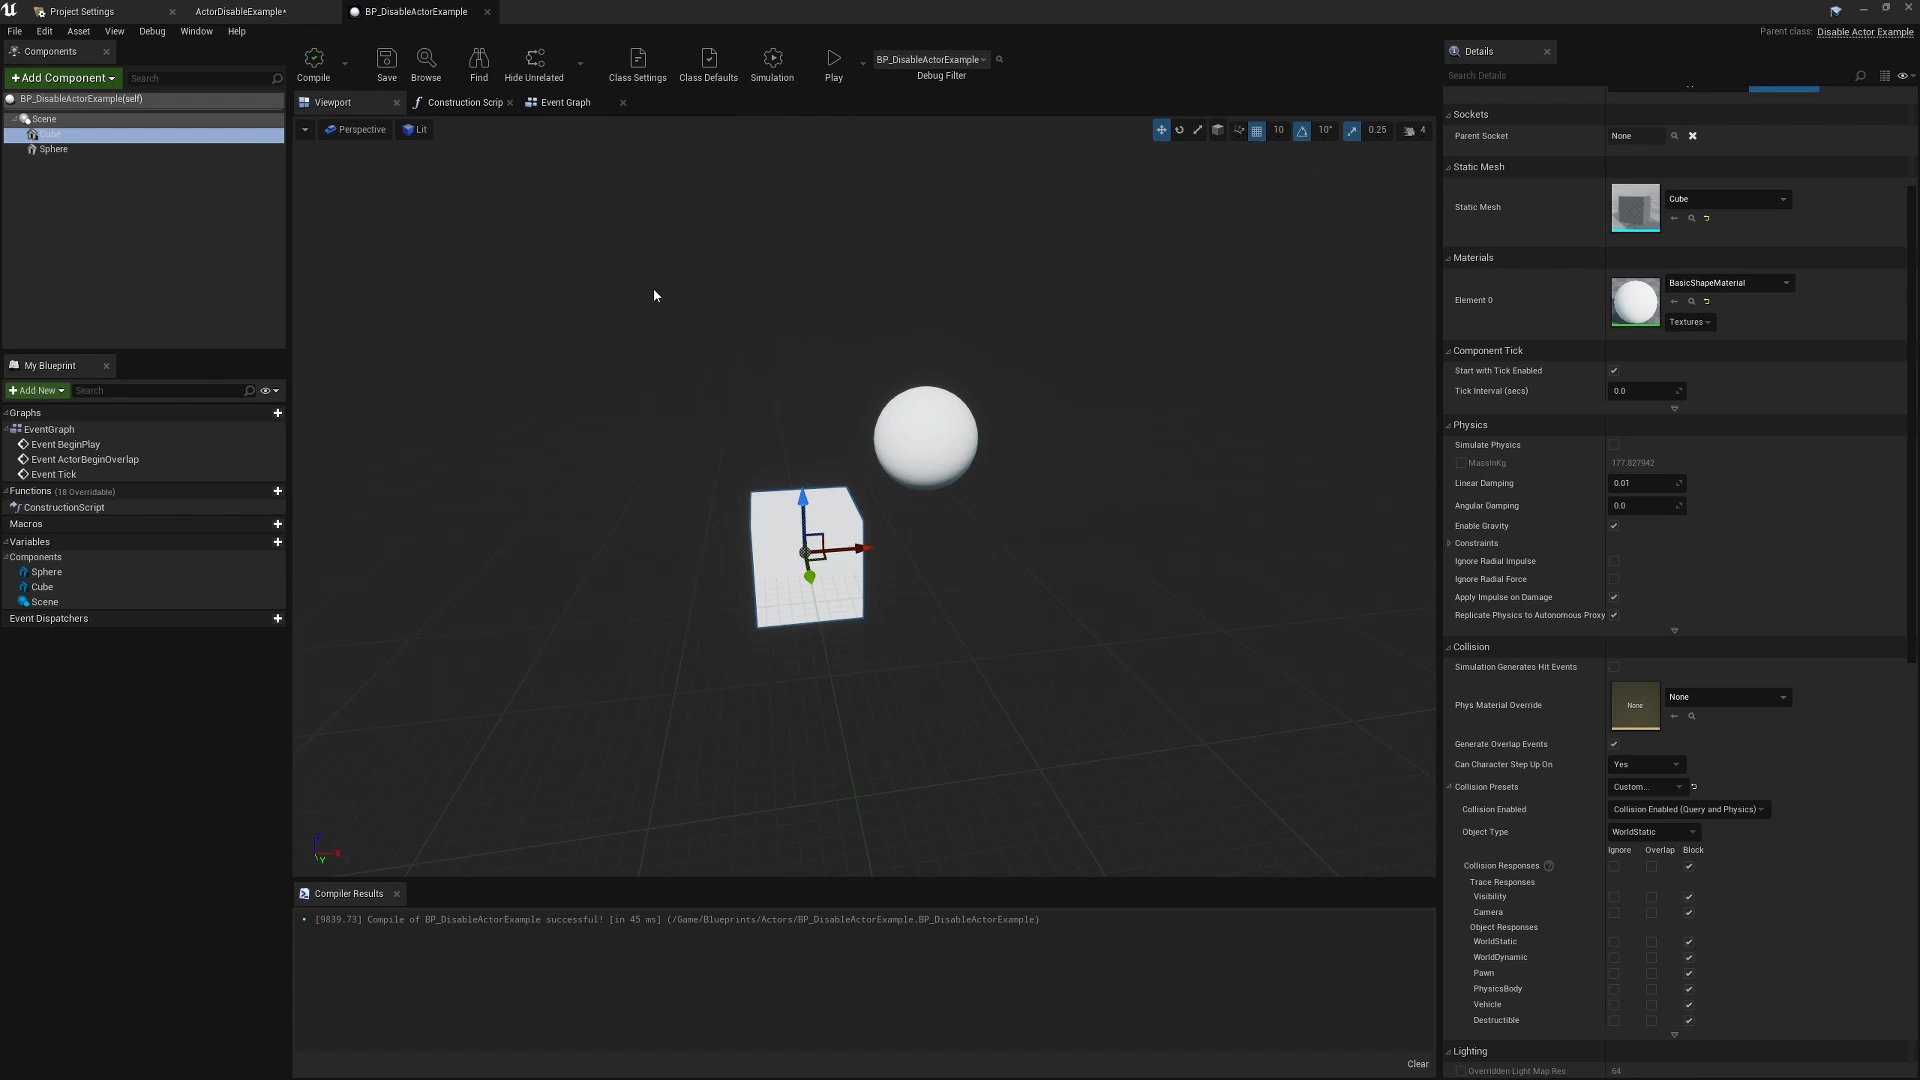 Project Settings
ActorDisableExample*
BP_DisableActorExample
File Edit Asset View Debug Window Help
Parent class: Disable Actor Example
Components
+Add Component
Search
BP_DisableActorExample(self)
Scene
Cube
Sphere
Compile
Save
Browse
Find
Hide Unrelated
Class Settings
Class Defaults
Simulation
Play
BP_DisableActorExample
Debug Filter
Viewport
Construction Scrip
Event Graph
Perspective
Lit
10
10°
0.25
4
My Blueprint
+Add New
Search
Graphs
EventGraph
Event BeginPlay
Event ActorBeginOverlap
Event Tick
Functions (18 Overridable)
ConstructionScript
Macros
Variables
Components
Sphere
Cube
Scene
Event Dispatchers
Compiler Results
[9839.73] Compile of BP_DisableActorExample successful! [in 45 ms] (/Game/Blueprints/Actors/BP_DisableActorExample.BP_DisableActorExample)
Clear
Details
Search Details
Sockets
Parent Socket None
Static Mesh
Static Mesh Cube
Materials
Element 0 BasicShapeMaterial
Textures
Component Tick
Start with Tick Enabled
Tick Interval (secs) 0.0
Physics
Simulate Physics
MassInKg 177.827942
Linear Damping 0.01
Angular Damping 0.0
Enable Gravity
Constraints
Ignore Radial Impulse
Ignore Radial Force
Apply Impulse on Damage
Replicate Physics to Autonomous Proxy
Collision
Simulation Generates Hit Events
Phys Material Override None None
Generate Overlap Events
Can Character Step Up On Yes
Collision Presets Custom...
Collision Enabled Collision Enabled (Query and Physics)
Object Type WorldStatic
Ignore Overlap Block
Collision Responses ?
Trace Responses
Visibility
Camera
Object Responses
WorldStatic
WorldDynamic
Pawn
PhysicsBody
Vehicle
Destructible
Lighting
Overridden Light Map Res 64